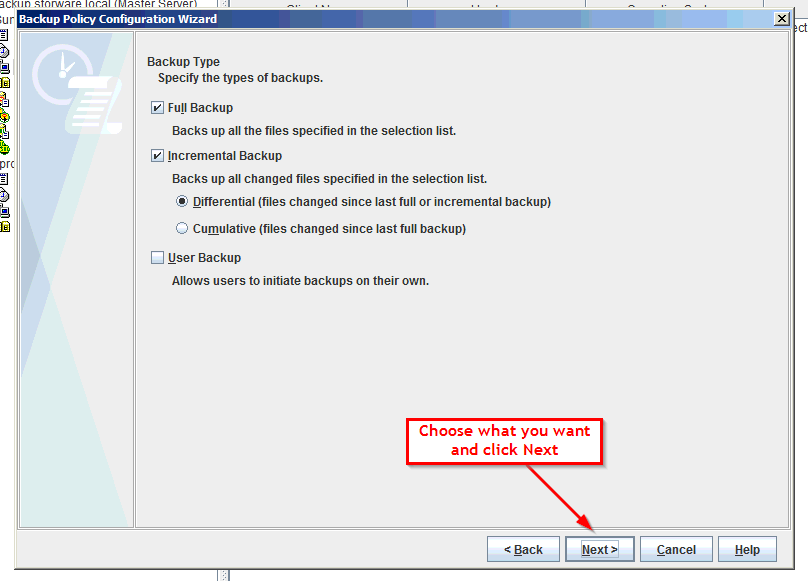 ackup storware local (Master Server)
Backup Policy Configuration Wizard
Backup Type
Specify the types of backups.
Full Backup
Backs up all the files specified in the selection list.
Incremental Backup
Backs up all changed files specified in the selection list.
Differential (files changed since last full or incremental backup)
Cumulative (files changed since last full backup)
User Backup
Allows users to initiate backups on their own.
Choose what you want
and click Next
< Back
Next >
Cancel
Help